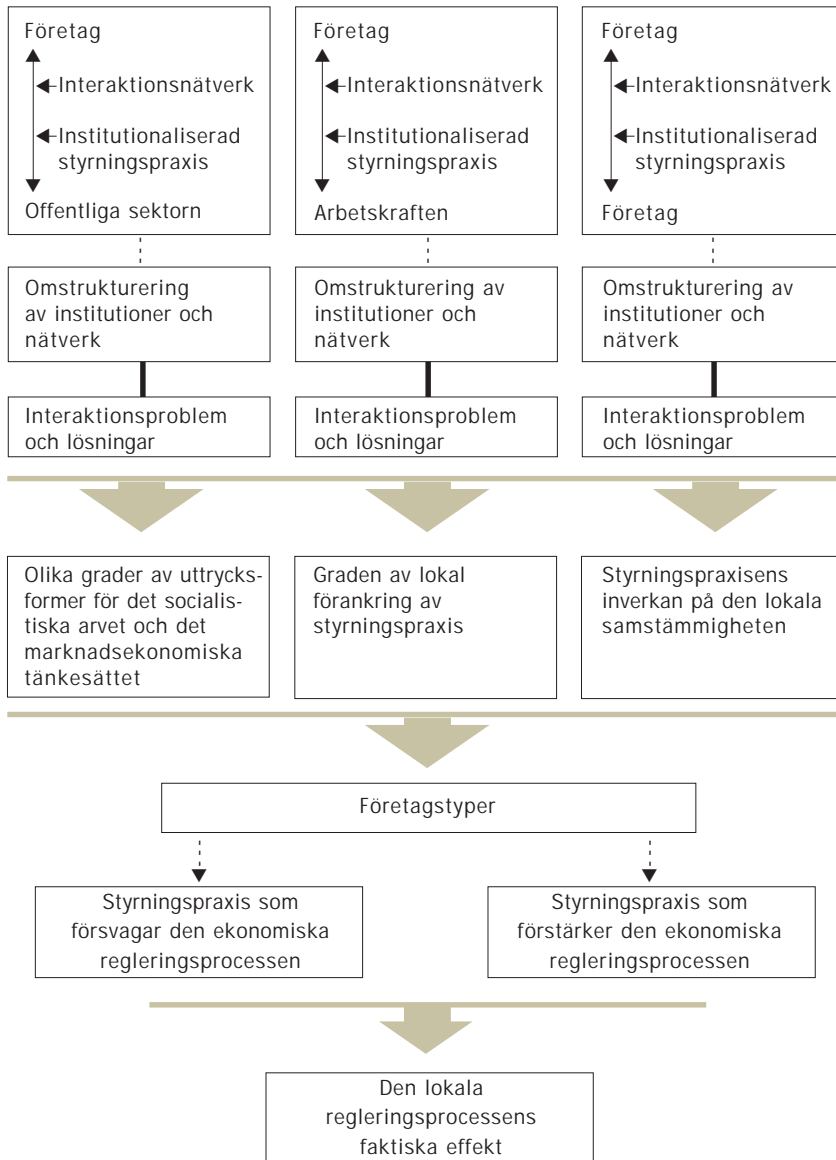 Företag
Interaktionsnätverk
Institutionaliserad
styrningspraxis
Offentliga sektorn
Företag
Interaktionsnätverk
Institutionaliserad
styrningspraxis
Arbetskraften
Företag
Interaktionsnätverk
Institutionaliserad
styrningspraxis
Företag
Omstrukturering
av institutioner och
nätverk
Omstrukturering av
institutioner och
nätverk
Omstrukturering av
institutioner och
nätverk
Interaktionsproblem
och lösningar
Interaktionsproblem
och lösningar
Interaktionsproblem
och lösningar
Olika grader av uttrycks-
former för det socialis-
tiska arvet och det
marknadsekonomiska
tänkesättet
Graden av lokal
förankring av
styrningspraxis
Styrningspraxisens
inverkan på den lokala
samstämmigheten
Företagstyper
Styrningspraxis som
försvagar den ekonomiska
regleringsprocessen
Styrningspraxis som
förstärker den ekonomiska
regleringsprocessen
Den lokala
regleringsprocessens
faktiska effekt